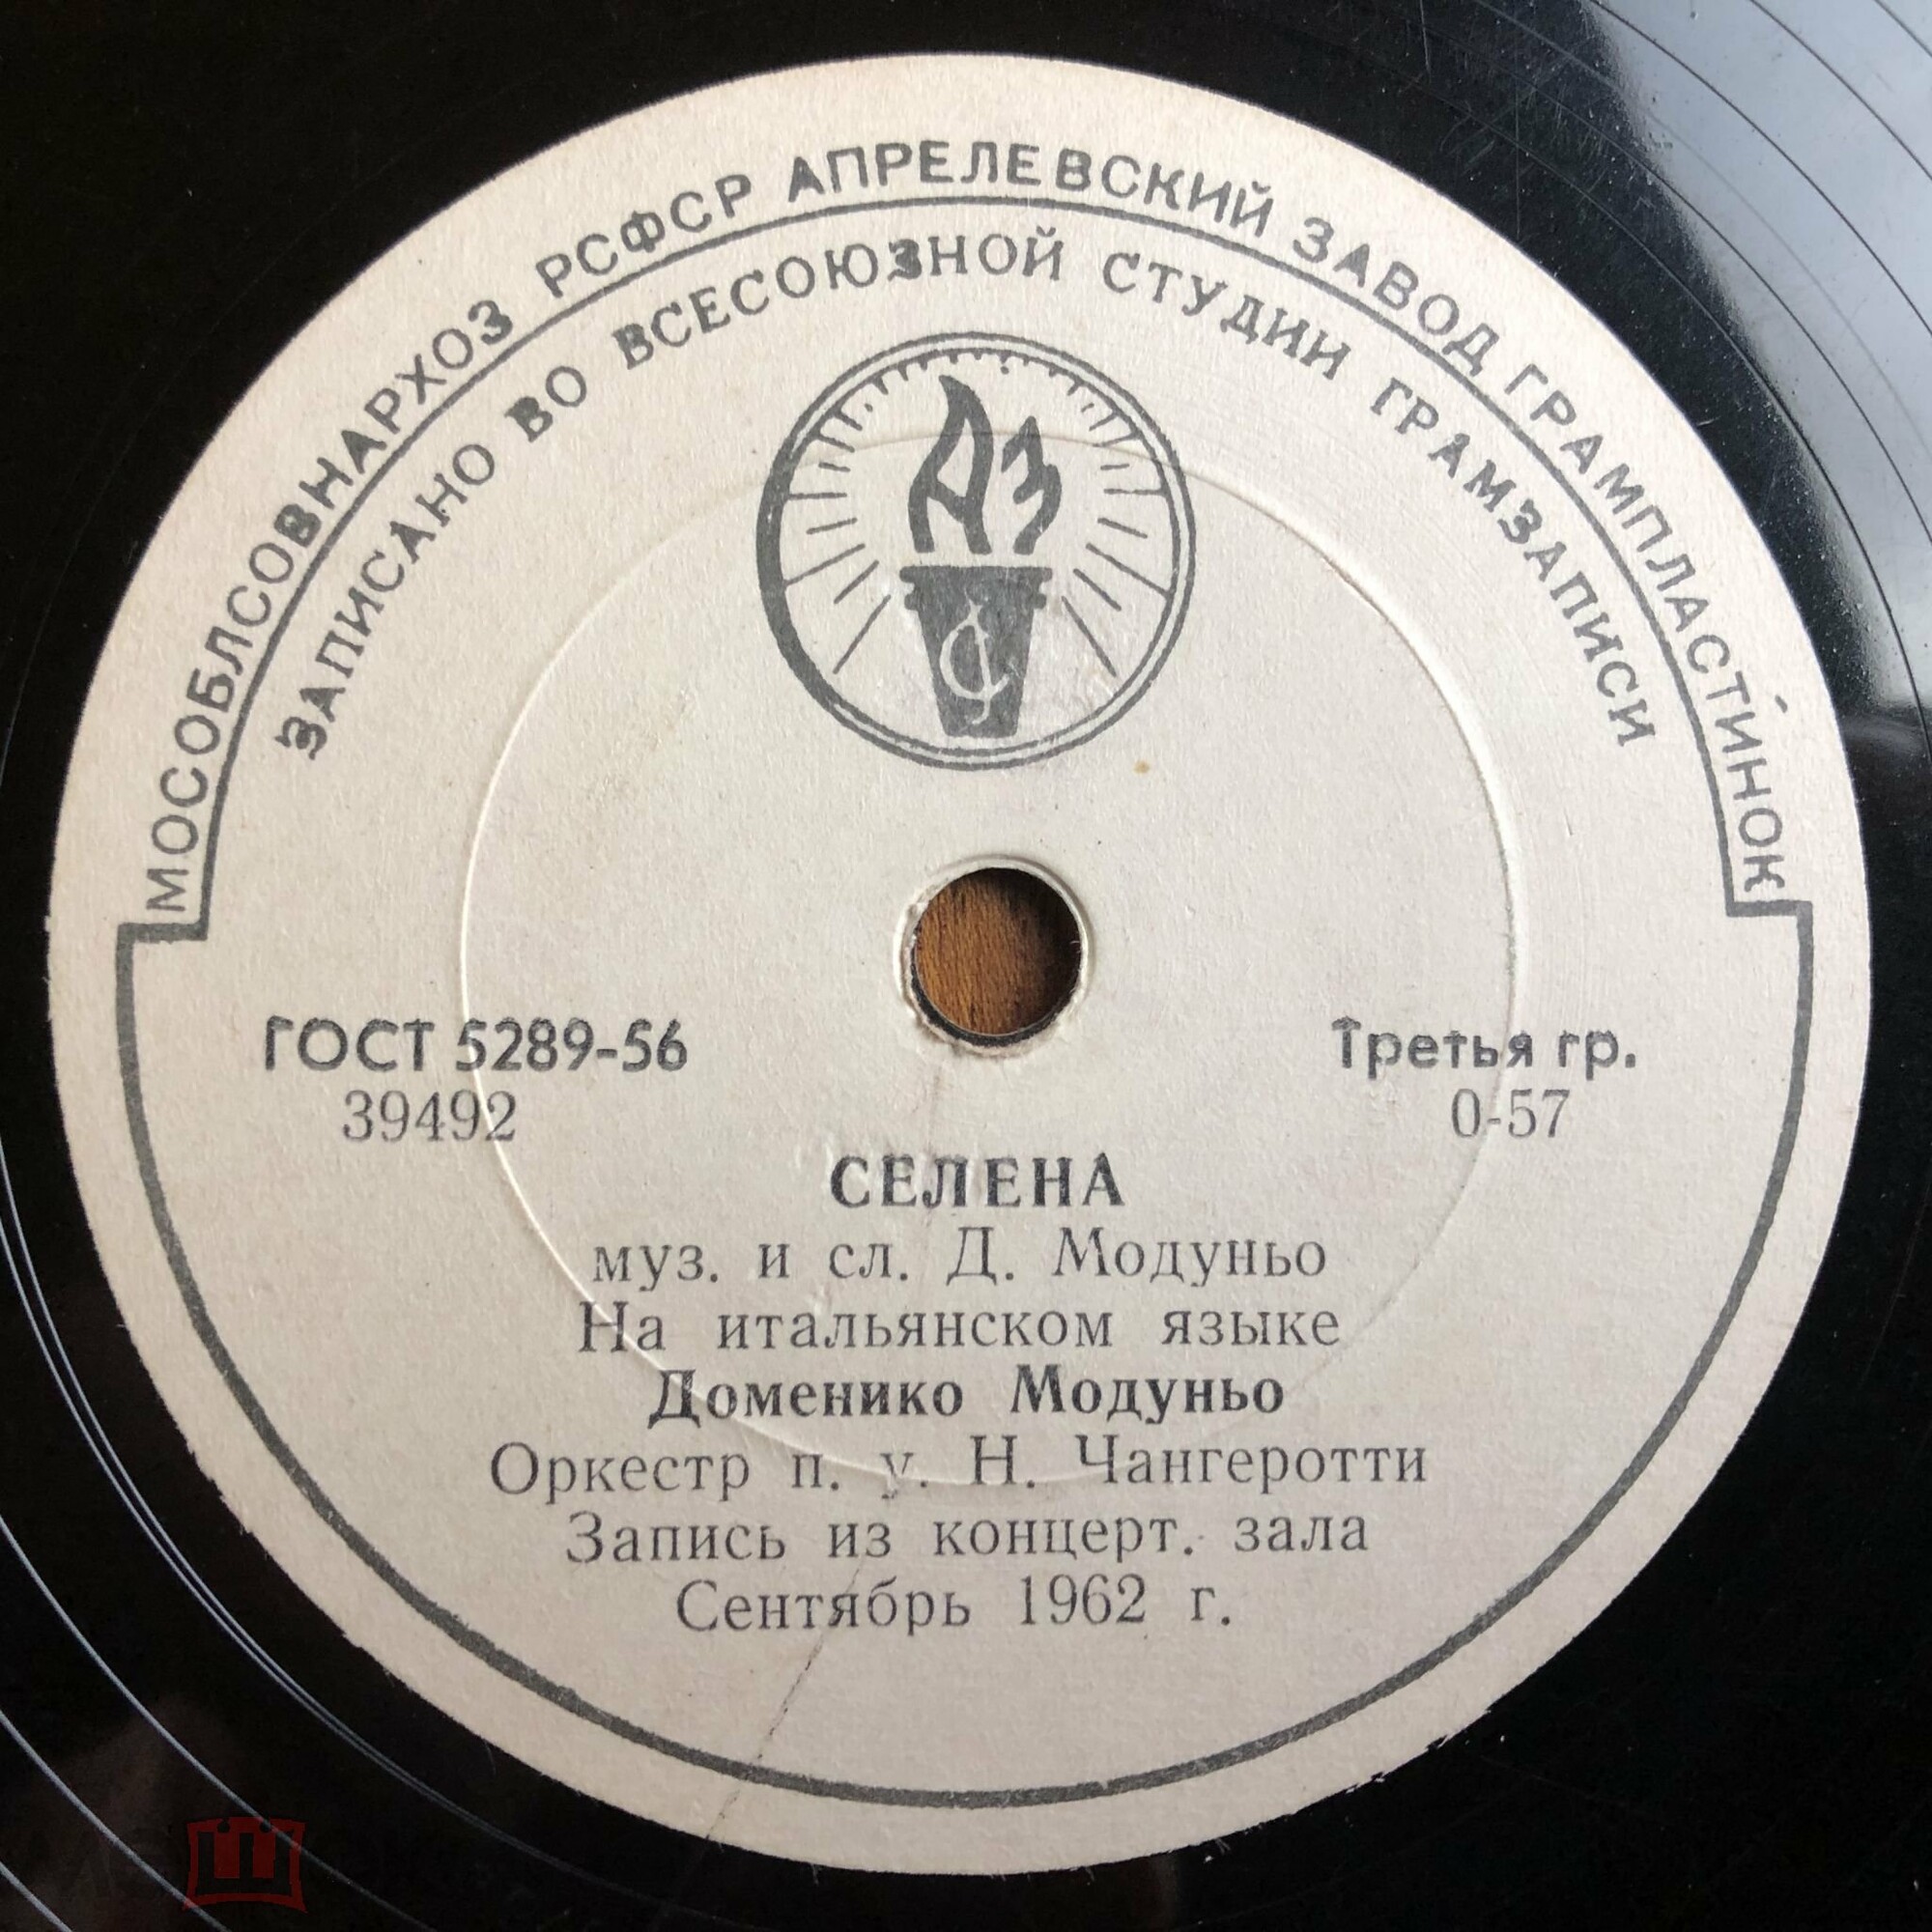 МОСОБЛСОВНАРХОЗ РСФСР АПРЕЛЕВСКИЙ ЗАВОД ГРАМПЛАСТИНОК
ЗАПИСАНО ВО ВСЕСОЮЗНОЙ СТУДИИ ГРАМЗАПИСИ
АЗ
ГОСТ 5289-56
39492
Третья гр.
0-57
СЕЛЕНА
муз. и сл. Д. Модуньо
На итальянском языке
Доменико Модуньо
Оркестр п. у. Н. Чангеротти
Запись из концерт. зала
Сентябрь 1962 г.